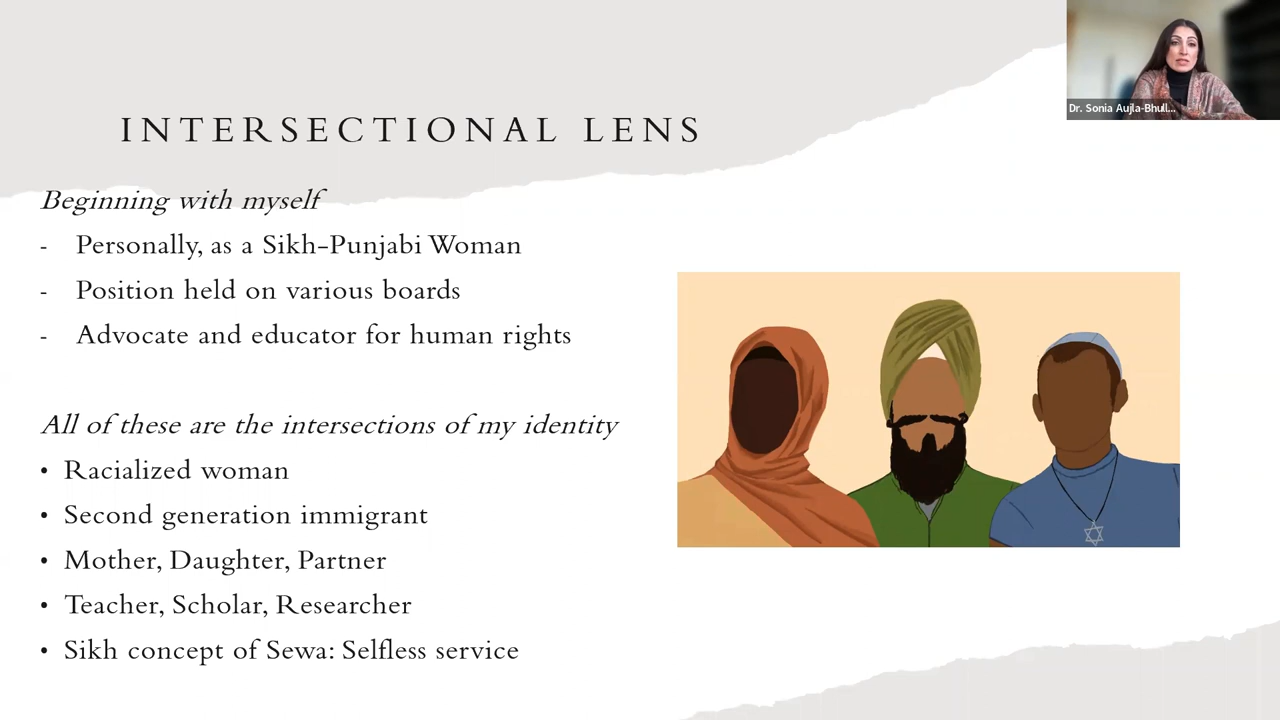 INTERSECTIONAL LENS
Dr. Sonia Aujla-Bhull...
Beginning with myself
- Personally, as a Sikh-Punjabi Woman
- Position held on various boards
- Advocate and educator for human rights
All of these are the intersections of my identity
• Racialized woman
• Second generation immigrant
• Mother, Daughter, Partner
• Teacher, Scholar, Researcher
• Sikh concept of Sewa: Selfless service